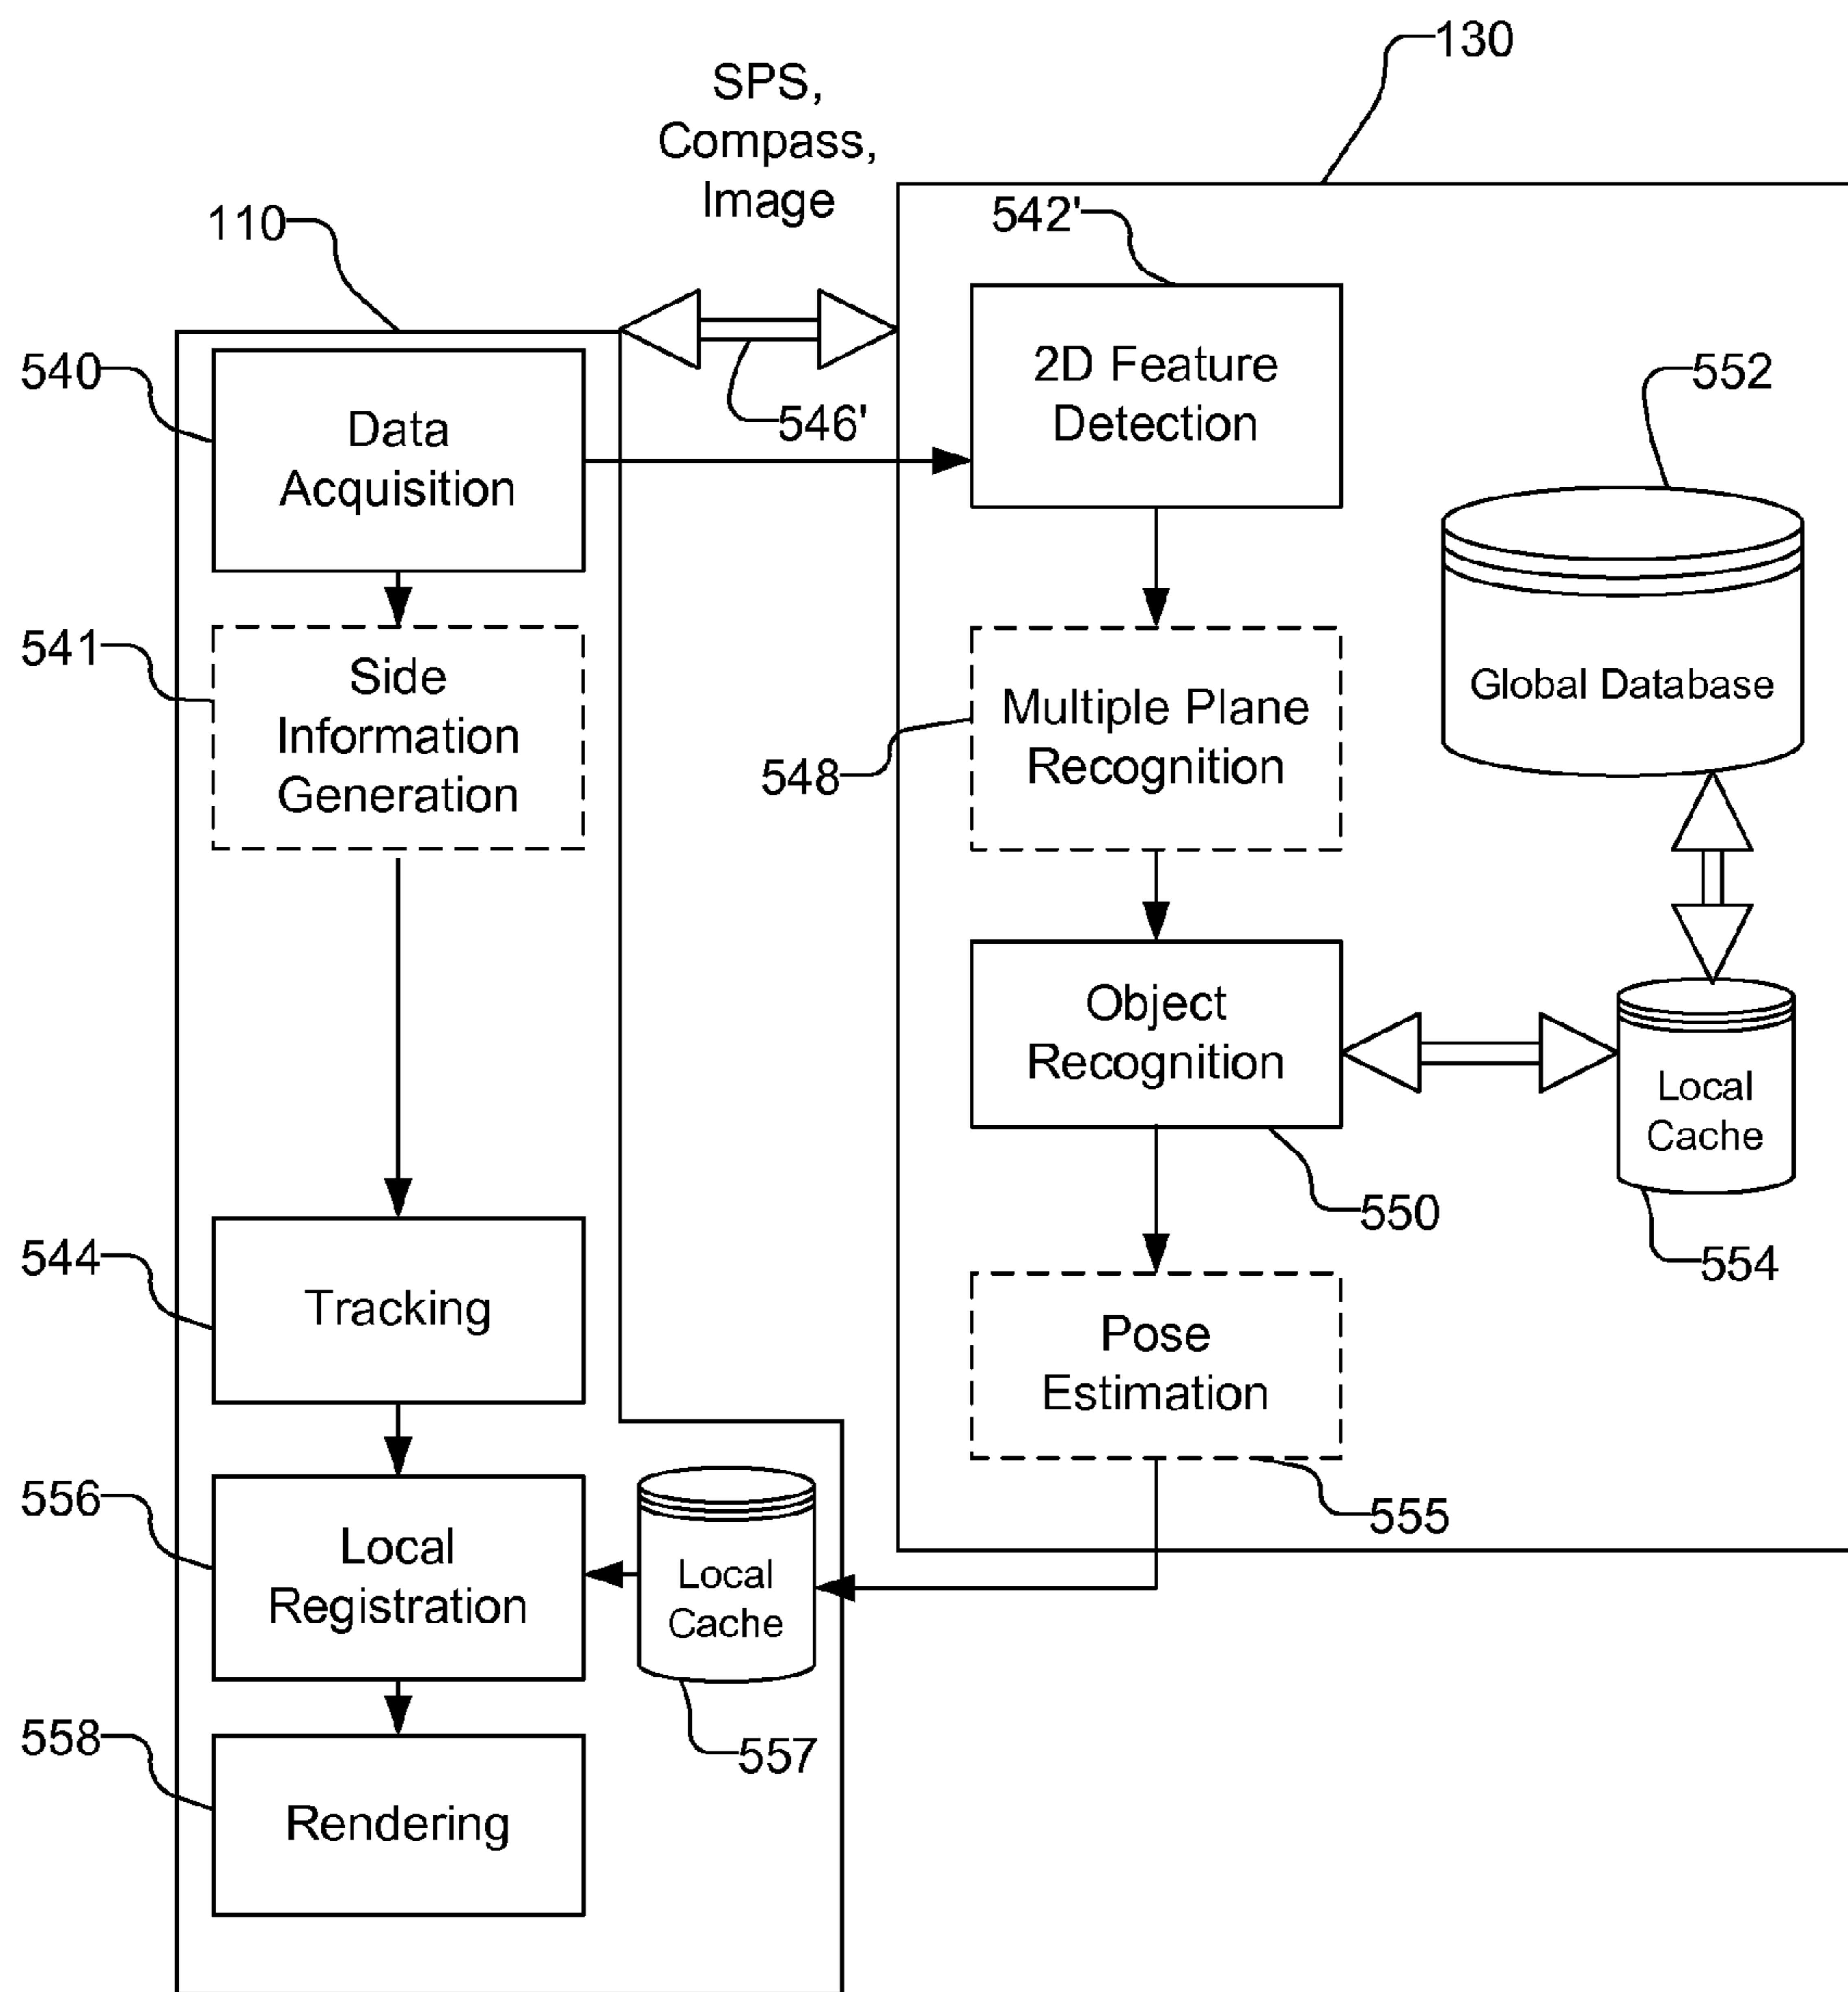 130
SPS,
Compass,
Image
110
542'
540
Data
Acquisition
546'
2D Feature
Detection
552
541
Side
Information
Generation
548
Multiple Plane
Recognition
Global Database
Object
Recognition
Local
Cache
550
554
544
Tracking
Pose
Estimation
555
556
Local
Registration
Local
Cache
557
558
Rendering